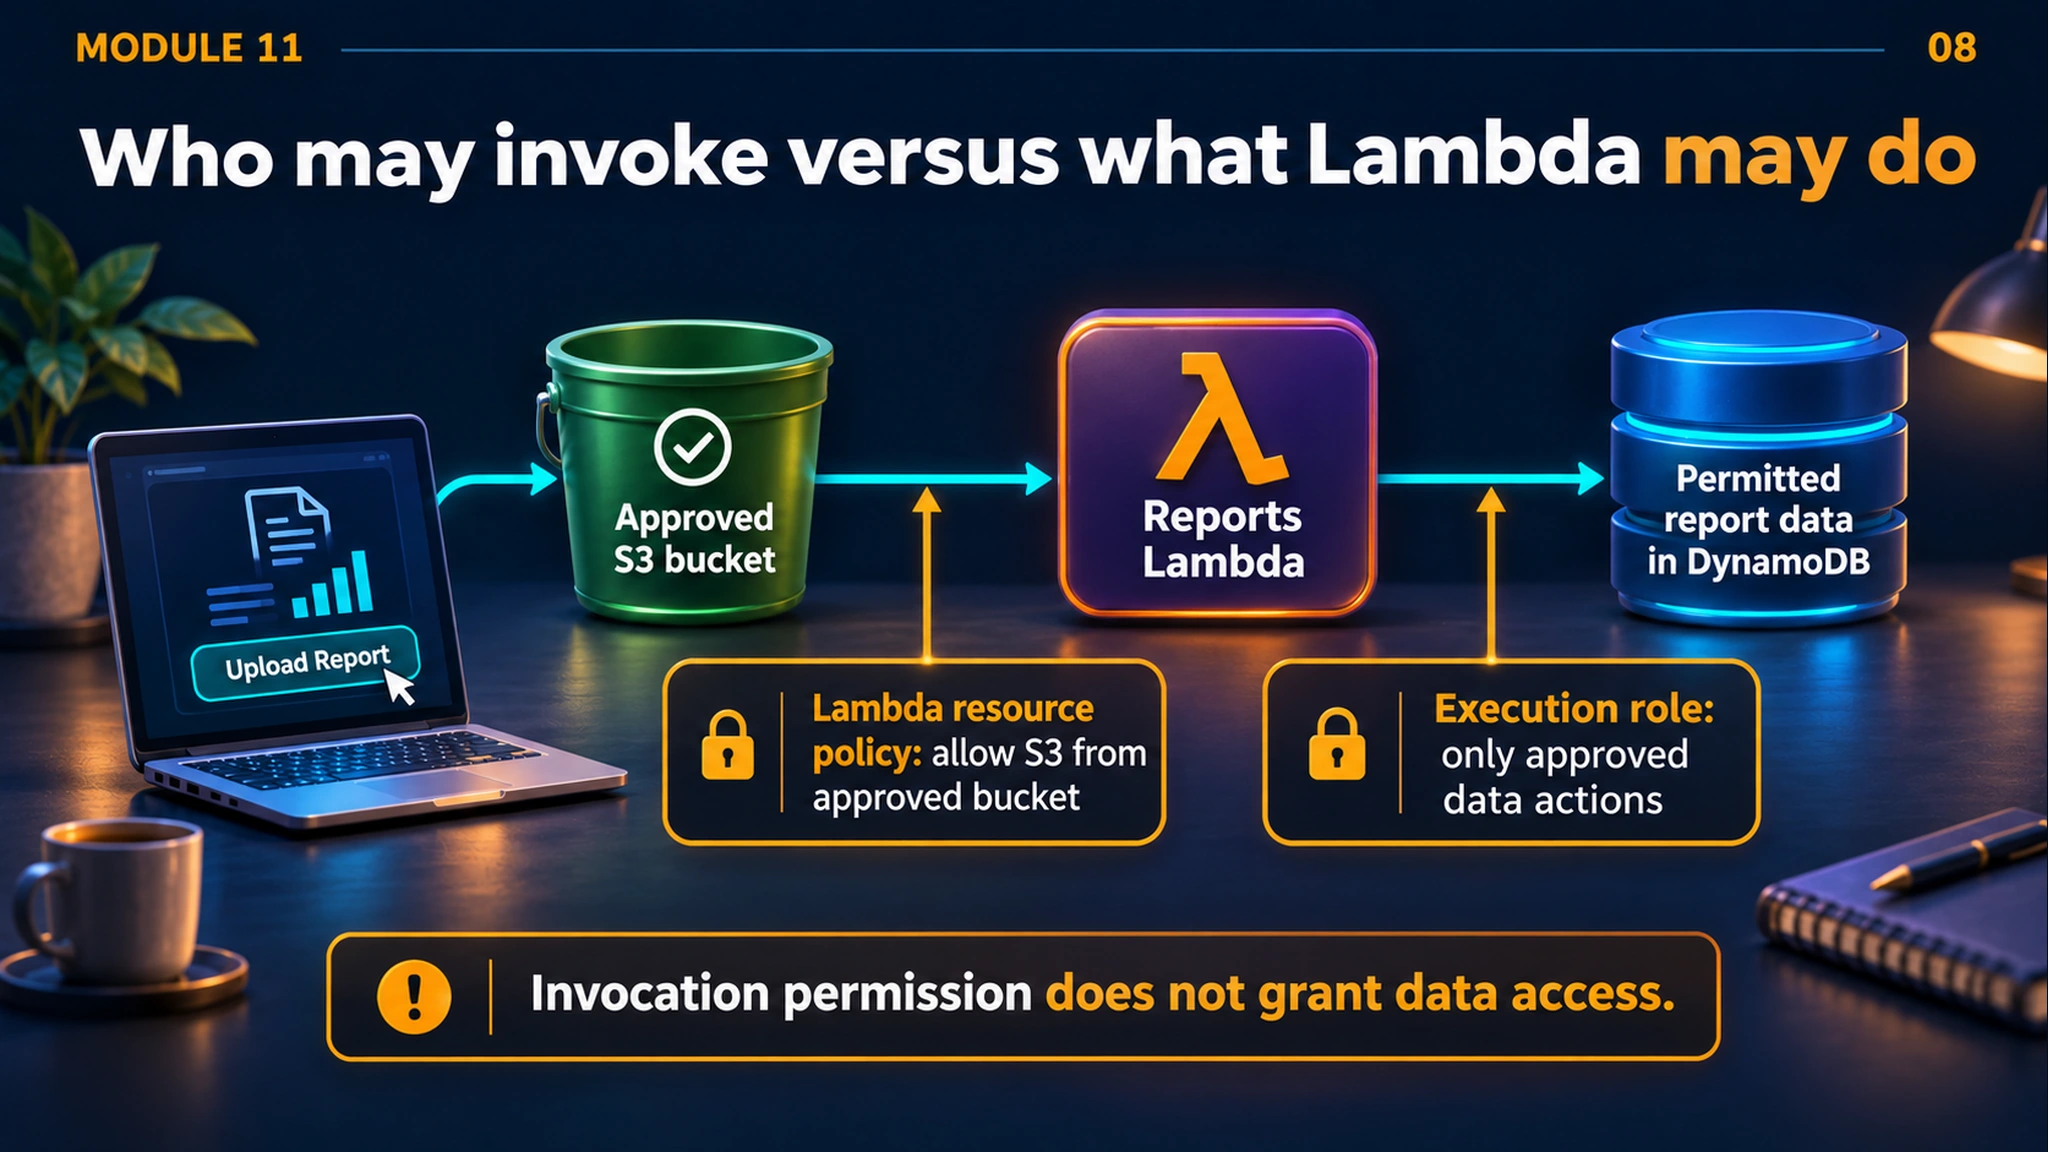 MODULE 11
08
Who may invoke versus what Lambda may do
Upload Report
Approved
S3 bucket
λ
Reports
Lambda
Permitted
report data
in DynamoDB
Lambda resource
policy: allow S3 from
approved bucket
Execution role:
only approved
data actions
Invocation permission does not grant data access.